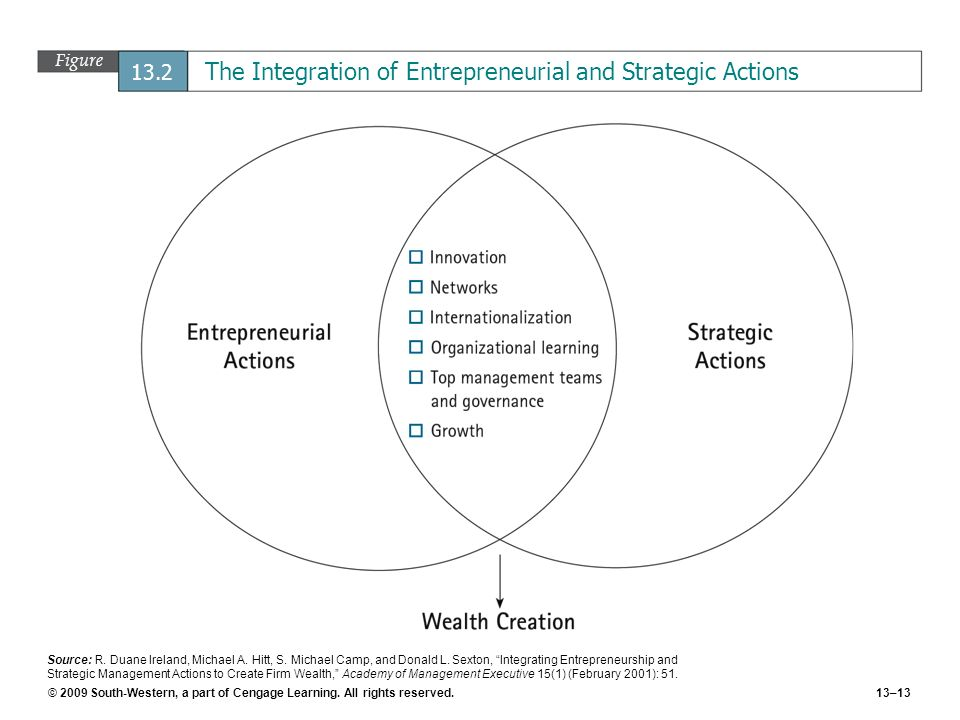 Figure
13.2
The Integration of Entrepreneurial and Strategic Actions
Entrepreneurial
Actions
□ Innovation
□ Networks
□ Internationalization
□ Organizational learning
□ Top management teams
and governance
□ Growth
Strategic
Actions
Wealth Creation
Source: R. Duane Ireland, Michael A. Hitt, S. Michael Camp, and Donald L. Sexton, “Integrating Entrepreneurship and
Strategic Management Actions to Create Firm Wealth,” Academy of Management Executive 15(1) (February 2001): 51.
© 2009 South-Western, a part of Cengage Learning. All rights reserved.
13–13